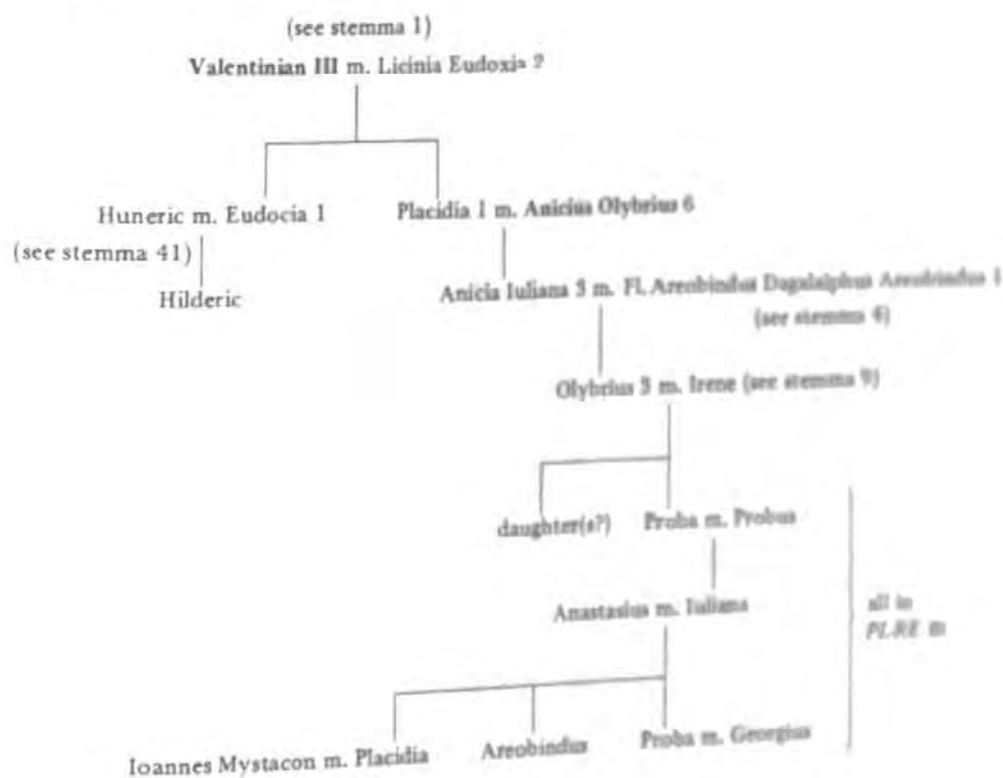 (see stemma 1)
Valentinian III m. Licinia Eudoxia 2
Huneric m. Eudocia 1
Placidia 1 m. Anicius Olybrius 6
(see stemma 41)
Hilderic
Anicia Iuliana 3 m. Fl. Areobindus Dagalaiphus Areobindus 1
(see stemma 4)
Olybrius 3 m. Irene (see stemma 9)
daughter(s?)
Proba m. Probus
Anastasius m. Iuliana
all in
PLRE III
Ioannes Mystacon m. Placidia
Areobindus
Proba m. Georgius